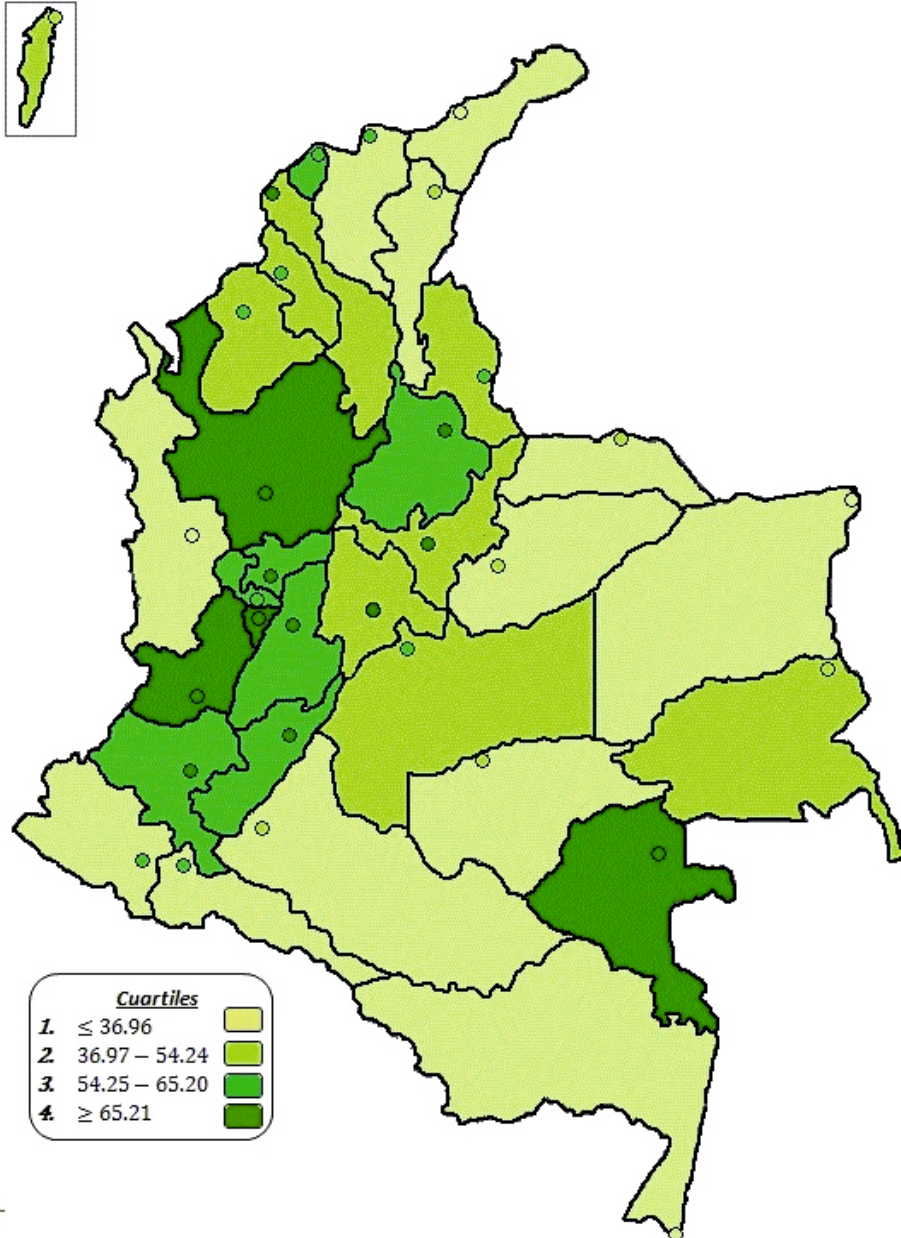 Cuartiles
1. ≤ 36.96
2. 36.97 – 54.24
3. 54.25 – 65.20
4. ≥ 65.21